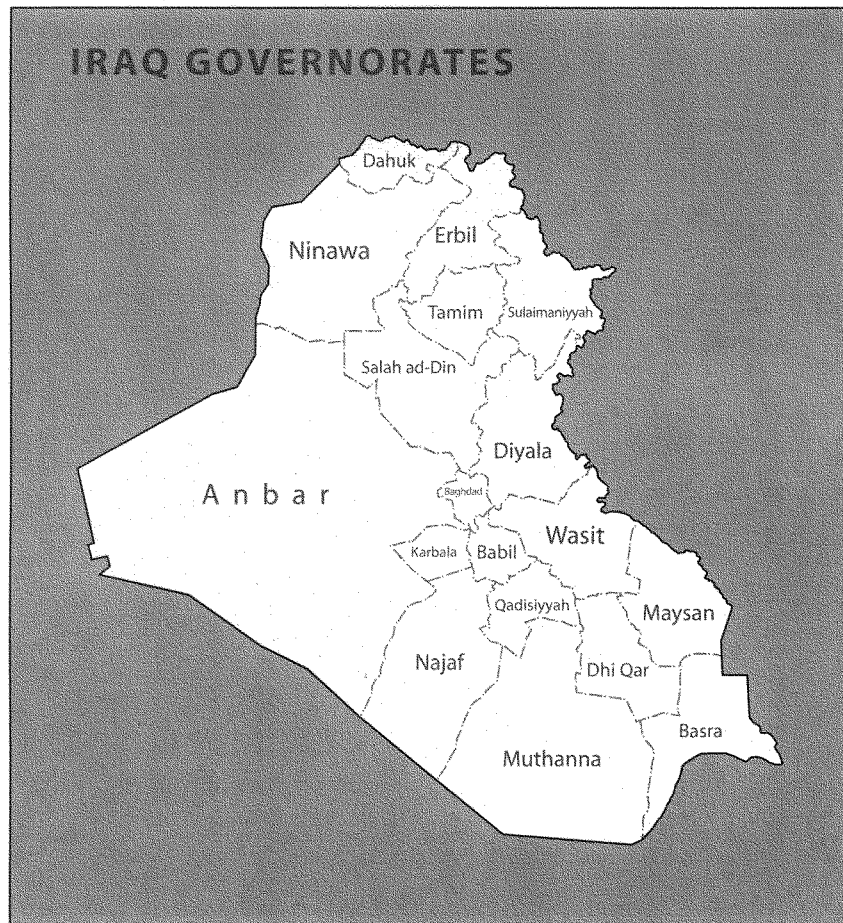 IRAQ GOVERNORATES
Dahuk
Ninawa
Erbil
Tamim
Sulaimaniyyah
Salah ad-Din
Diyala
Anbar
Baghdad
Wasit
Karbala
Babil
Qadisiyyah
Maysan
Najaf
Dhi Qar
Basra
Muthanna